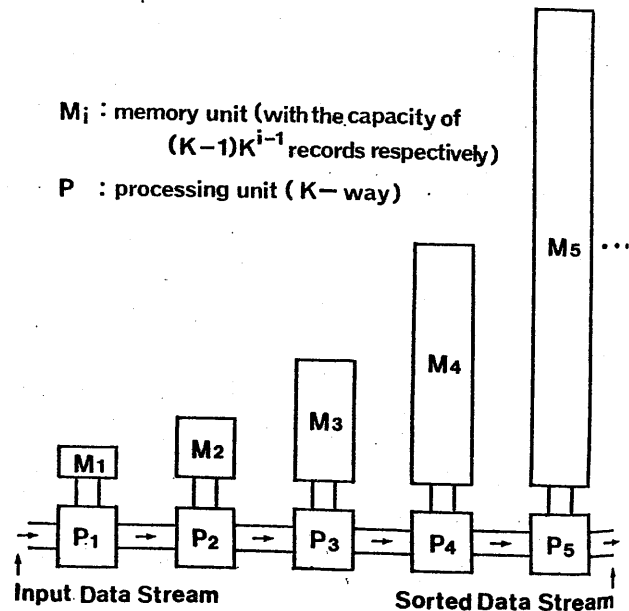 Mi : memory unit (with the capacity of
(K-1)K^i-1 records respectively)
P : processing unit (K-way)
M1
M2
M3
M4
M5
...
P1
P2
P3
P4
P5
Input Data Stream
Sorted Data Stream